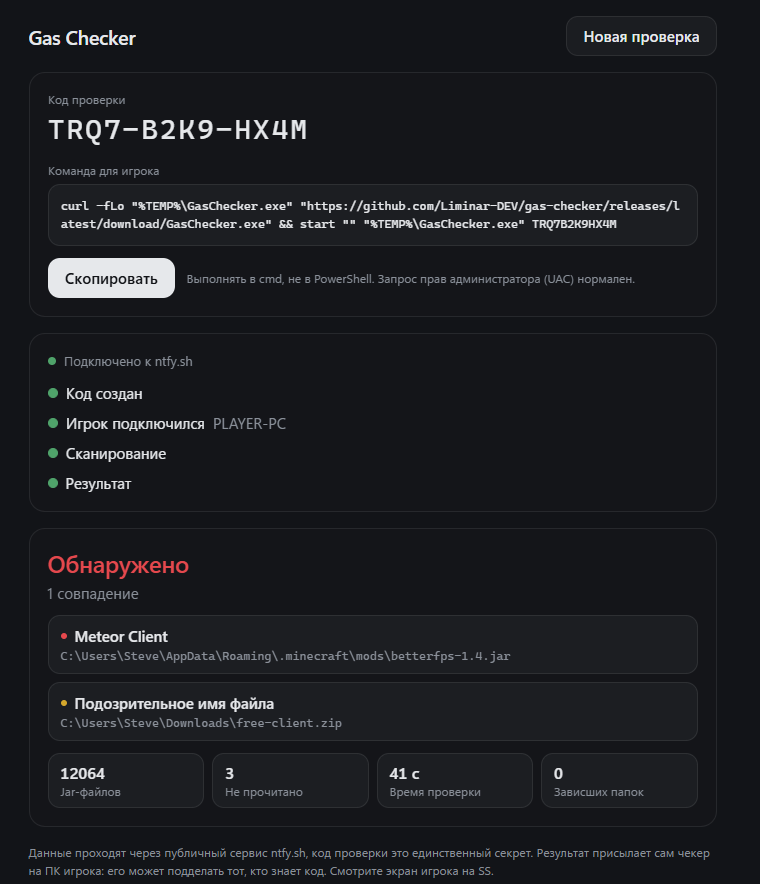 Gas Checker
Новая проверка
Код проверки
TRQ7-B2K9-HX4M
Команда для игрока
curl -fLo "%TEMP%\GasChecker.exe" "https://github.com/Liminar-DEV/gas-checker/releases/l
atest/download/GasChecker.exe" && start "" "%TEMP%\GasChecker.exe" TRQ7B2K9HX4M
Скопировать
Выполнять в cmd, не в PowerShell. Запрос прав администратора (UAC) нормален.
Подключено к ntfy.sh
Код создан
Игрок подключился PLAYER-PC
Сканирование
Результат
Обнаружено
1 совпадение
Meteor Client
C:\Users\Steve\AppData\Roaming\.minecraft\mods\betterfps-1.4.jar
Подозрительное имя файла
C:\Users\Steve\Downloads\free-client.zip
12064
Jar-файлов
3
Не прочитано
41 с
Время проверки
0
Зависших папок
Данные проходят через публичный сервис ntfy.sh, код проверки это единственный секрет. Результат присылает сам чекер
на ПК игрока: его может подделать тот, кто знает код. Смотрите экран игрока на SS.